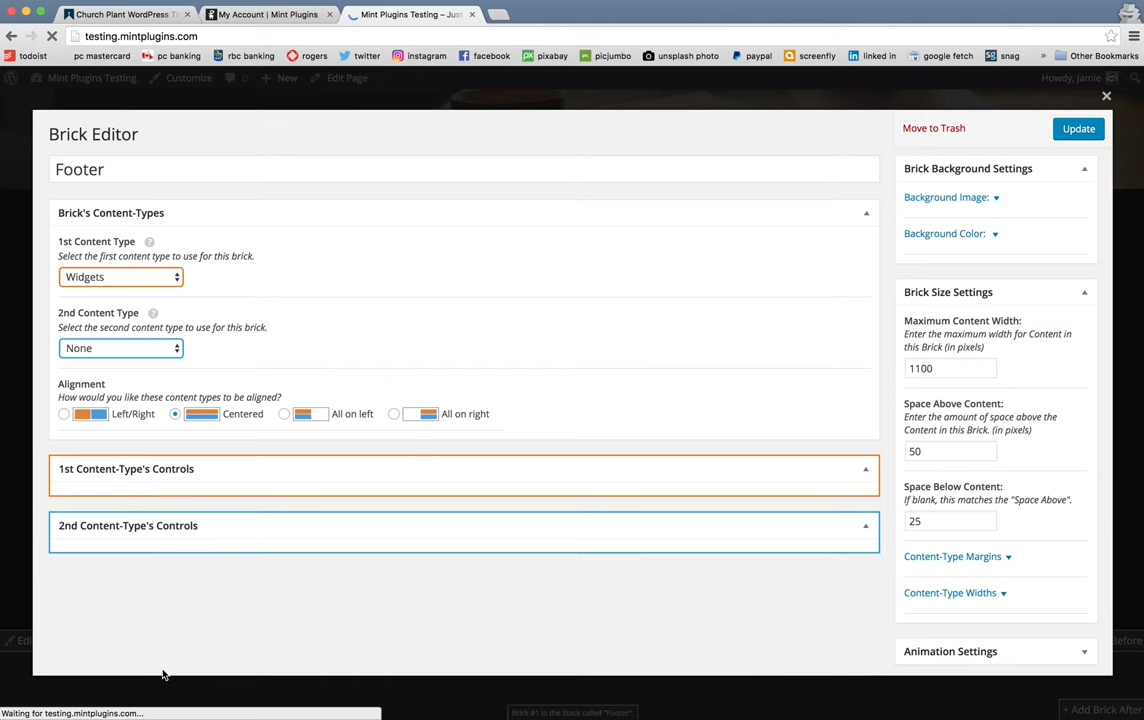 Church Plant WordPress Th
My Account | Mint Plugins
Mint Plugins Testing – Jus
testing.mintplugins.com
todoist
pc mastercard
pc banking
rbc banking
rogers
twitter
instagram
facebook
pixabay
picjumbo
unsplash photo
paypal
screenfly
linked in
google fetch
snag
»
Other Bookmarks
Mint Plugins Testing
Customize
0
+ New
Edit Page
Howdy, Jamie
Brick Editor
Move to Trash
Update
Footer
Brick Background Settings
Background Image:
Background Color:
Brick's Content-Types
1st Content Type ?
Select the first content type to use for this brick.
Widgets
2nd Content Type ?
Select the second content type to use for this brick.
None
Alignment
How would you like these content types to be aligned?
Left/Right
Centered
All on left
All on right
1st Content-Type's Controls
2nd Content-Type's Controls
Brick Size Settings
Maximum Content Width:
Enter the maximum width for Content in
this Brick (in pixels)
1100
Space Above Content:
Enter the amount of space above the
Content in this Brick. (in pixels)
50
Space Below Content:
If blank, this matches the "Space Above".
25
Content-Type Margins
Content-Type Widths
Animation Settings
Edi
Before
Waiting for testing.mintplugins.com...
Brick #1 in the Stack called "Footer".
+ Add Brick After